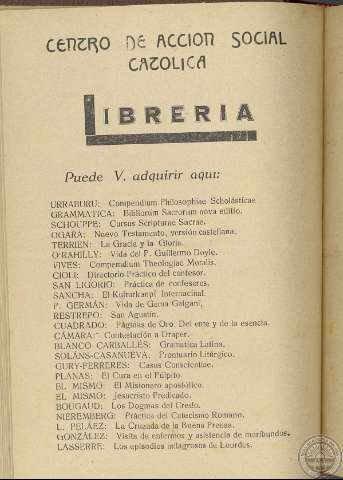 CENTRO DE ACCION SOCIAL
CATOLICA
LIBRERIA
Puede V. adquirir aqui:
URRABURU: Compendium Philosophiae Scholásticae
GRAMMATICA: Bibliorum Sacrorum nova editio.
SCHOUPPE: Cursus Scripturae Sacrae.
OGARA: Nuevo Testamento, versión castellana.
TERRIEN: La Gracia y la Gloria.
O'RAHILLY: Vida del P. Guillermo Doyle.
VIVES: Compendium Theologiae Moralis.
CIOLI: Directorio Práctico del confesor.
SAN LIGORIO: Práctica de confesores.
SANCHA: El Kulturkanpf Internacinal.
P. GERMÁN: Vida de Gema Galgani.
RESTREPO: San Agustín.
CUADRADO: Páginas de Oro. Del ente y de la esencia.
CÁMARA: Contestación a Draper.
BLANCO CARBALLÉS: Gramática Latina.
SOLÁNS-CASANUEVA: Prontuario Litúrgico.
GURY-FERRERES: Casus Conscientae.
PLANAS: El Cura en el Púlpito.
EL MISMO: El Misionero apostólico.
EL MISMO: Jesucristo Predicado.
BOUGAUD: Los Dogmas del Credo.
NIEREMBERG: Práctica del Catecismo Romano.
L. PELÁEZ: La Cruzada de la Buena Prensa.
GONZÁLEZ: Visita de enfermos y asistencia de moribundos.
LASSERRE: Los episodios milagrosos de Lourdes.